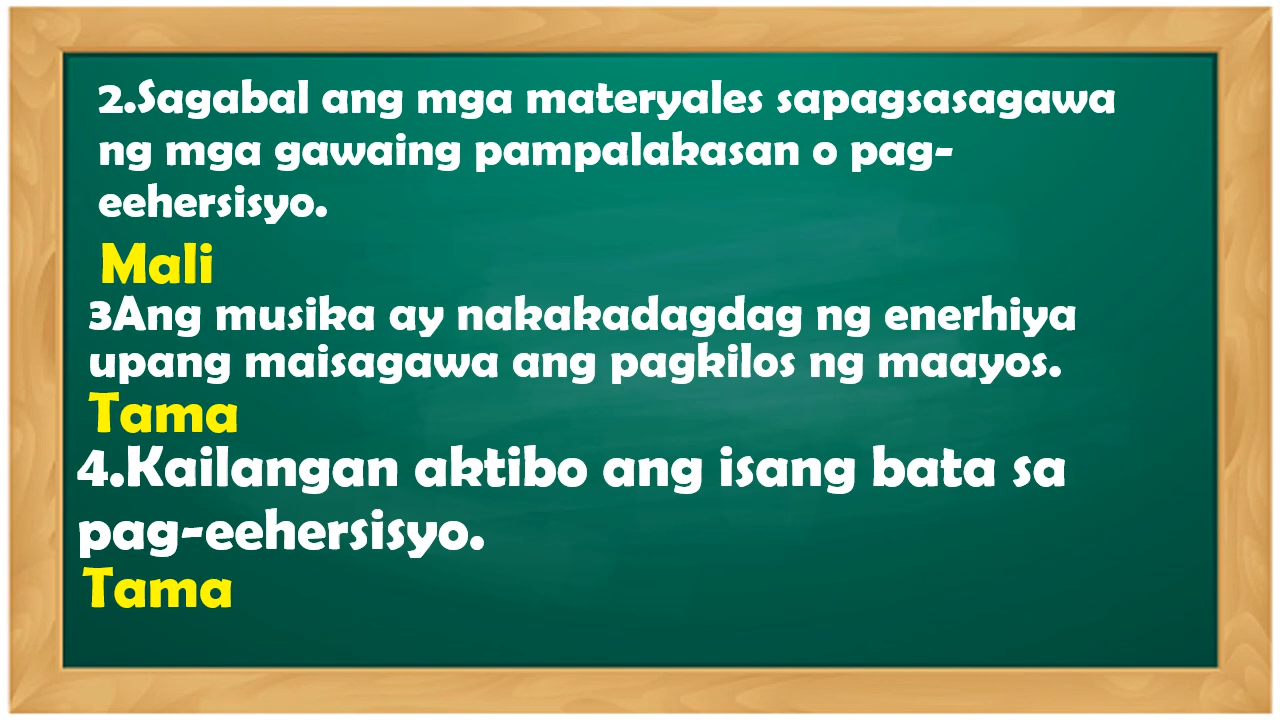 2.Sagabal ang mga materyales sapagsasagawa
ng mga gawaing pampalakasan o pag-
eehersisyo.
Mali
3Ang musika ay nakakadagdag ng enerhiya
upang maisagawa ang pagkilos ng maayos.
Tama
4.Kailangan aktibo ang isang bata sa
pag-eehersisyo.
Tama